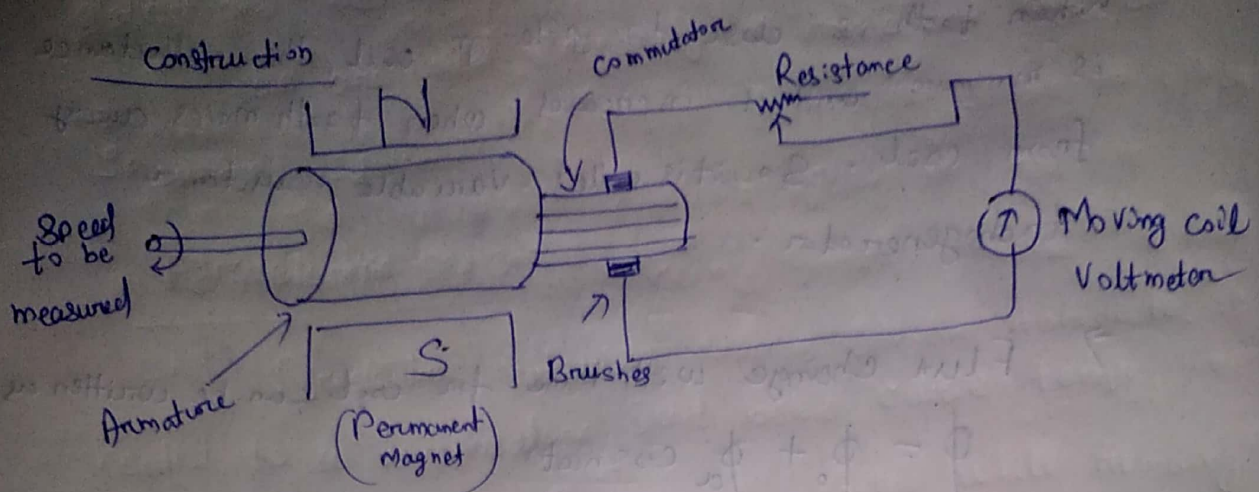 Construction
Commutator
Resistance
N
Speed
to be
measured
Moving coil
Voltmeter
S
Brushes
Armature
(Permanent
Magnet)